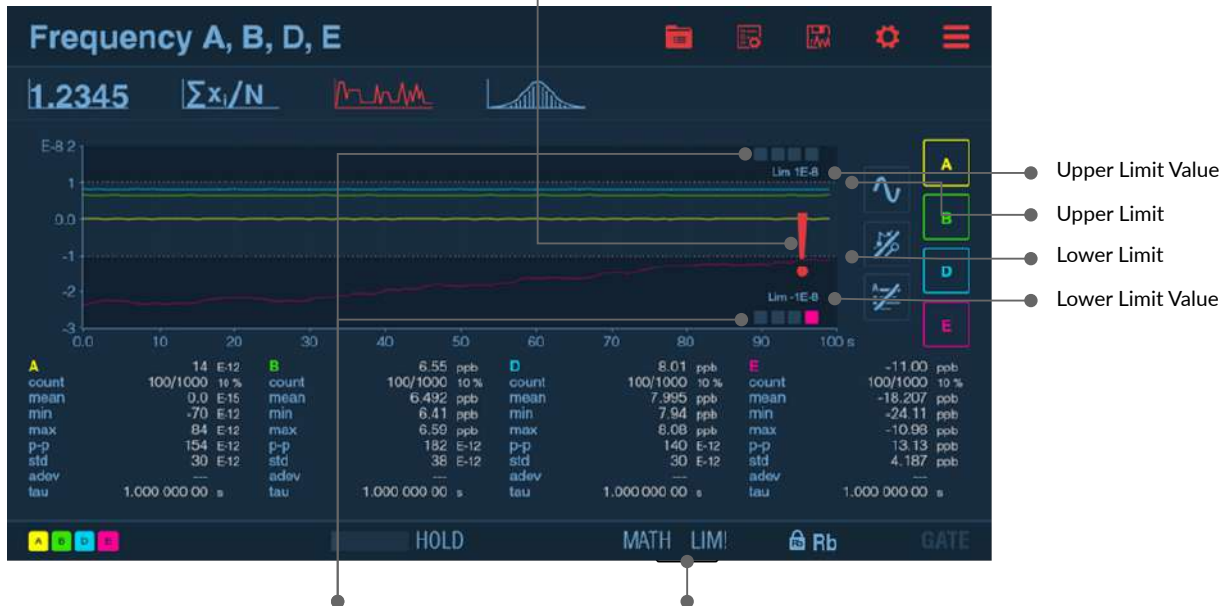 Frequency A, B, D, E
1.2345 Σxᵢ/N
E-8 2
1
0.0
-1
-2
-3
0.0 10 20 30 40 50 60 70 80 90 100 s
Lim 1E-8
Lim -1E-8
A
B
D
E
Upper Limit Value
Upper Limit
Lower Limit
Lower Limit Value
A 14 E-12 B 6.55 ppb D 8.01 ppb E -11.00 ppb
count 100/1000 10 % count 100/1000 10 % count 100/1000 10 % count 100/1000 10 %
mean 0.0 E-15 mean 6.492 ppb mean 7.995 ppb mean -18.207 ppb
min -70 E-12 min 6.41 ppb min 7.94 ppb min -24.11 ppb
max 84 E-12 max 6.59 ppb max 8.08 ppb max -10.98 ppb
p-p 154 E-12 p-p 182 E-12 p-p 140 E-12 p-p 13.13 ppb
std 30 E-12 std 38 E-12 std 30 E-12 std 4.187 ppb
adev --- adev --- adev --- adev ---
tau 1.000 000 00 s tau 1.000 000 00 s tau 1.000 000 00 s tau 1.000 000 00 s
A B D E HOLD MATH LIM! Rb Rb GATE